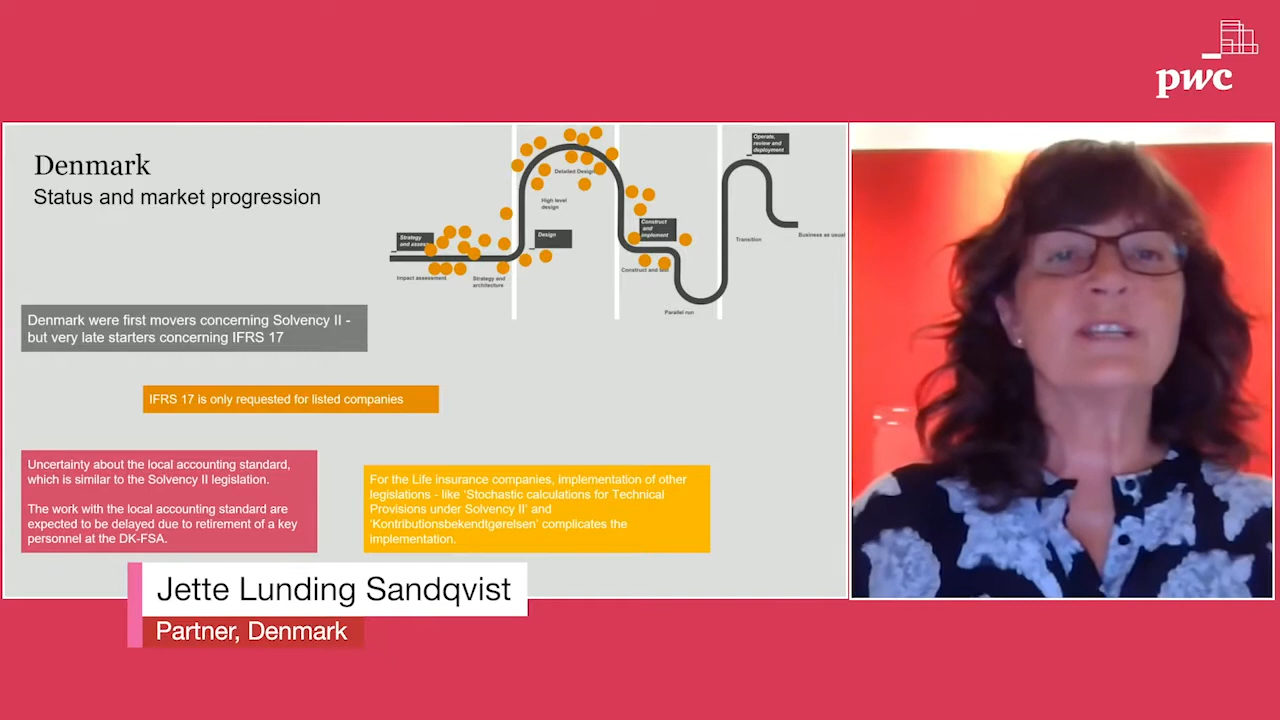 pwc
Denmark
Status and market progression
Operate,
review and
deployment
Detailed Design
High level
design
Strategy
and assess
Design
Construct
and
implement
Transition
Business as usual
Impact assessment
Strategy and
architecture
Construct and test
Parallel run
Denmark were first movers concerning Solvency II -
but very late starters concerning IFRS 17
IFRS 17 is only requested for listed companies
Uncertainty about the local accounting standard,
which is similar to the Solvency II legislation.
The work with the local accounting standard are
expected to be delayed due to retirement of a key
personnel at the DK-FSA.
For the Life insurance companies, implementation of other
legislations - like 'Stochastic calculations for Technical
Provisions under Solvency II' and
'Kontributionsbekendtgørelsen' complicates the
implementation.
Jette Lunding Sandqvist
Partner, Denmark